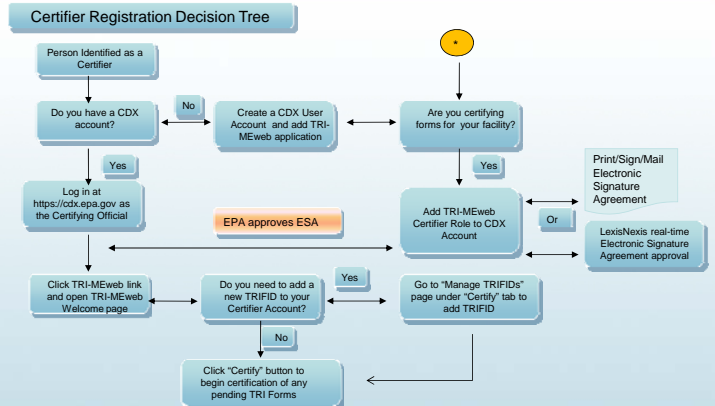 Certifier Registration Decision Tree
Person Identified as a
Certifier
*
Do you have a CDX
account?
No
Create a CDX User
Account and add TRI-
MEweb application
Are you certifying
forms for your facility?
Yes
Yes
Print/Sign/Mail
Electronic
Signature
Agreement
Log in at
https://cdx.epa.gov as
the Certifying Official
EPA approves ESA
Add TRI-MEweb
Certifier Role to CDX
Account
Or
LexisNexis real-time
Electronic Signature
Agreement approval
Click TRI-MEweb link
and open TRI-MEweb
Welcome page
Do you need to add a
new TRIFID to your
Certifier Account?
Yes
Go to “Manage TRIFIDs”
page under “Certify” tab to
add TRIFID
No
Click “Certify” button to
begin certification of any
pending TRI Forms